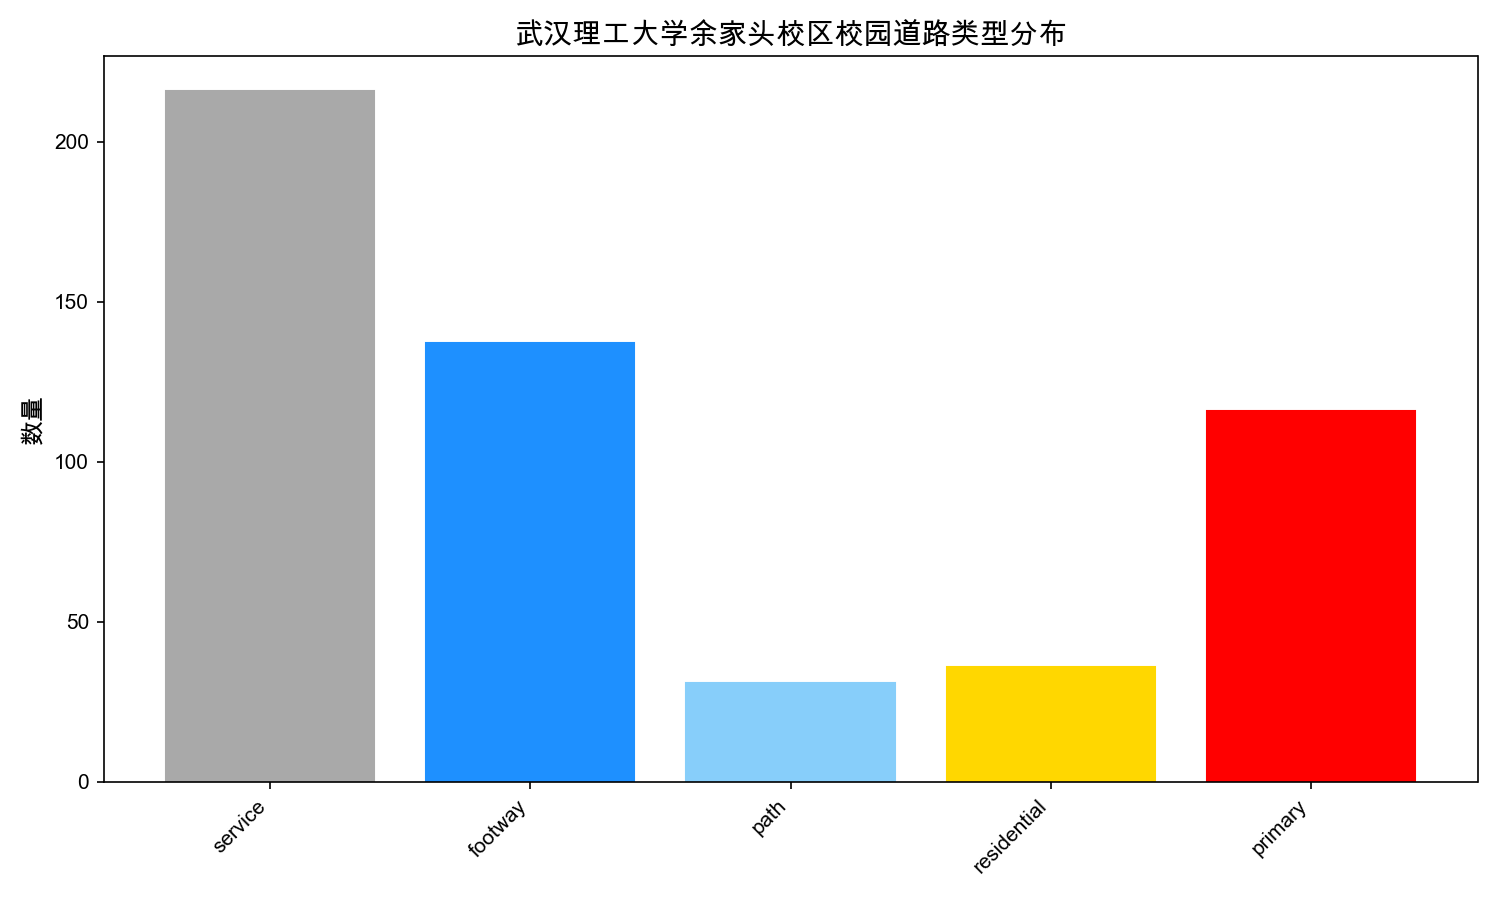 武汉理工大学余家头校区校园道路类型分布
数量
200
150
100
50
0
service
footway
path
residential
primary